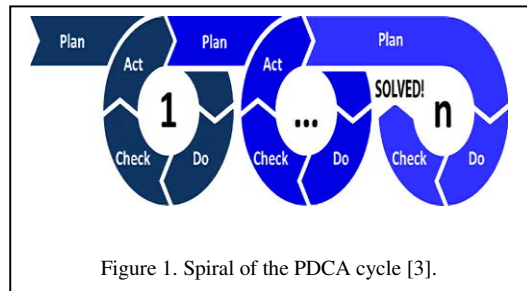 Plan
Plan
Plan
Act
Act
SOLVED!
1
...
n
Check
Do
Check
Do
Check
Do
Figure 1. Spiral of the PDCA cycle [3].